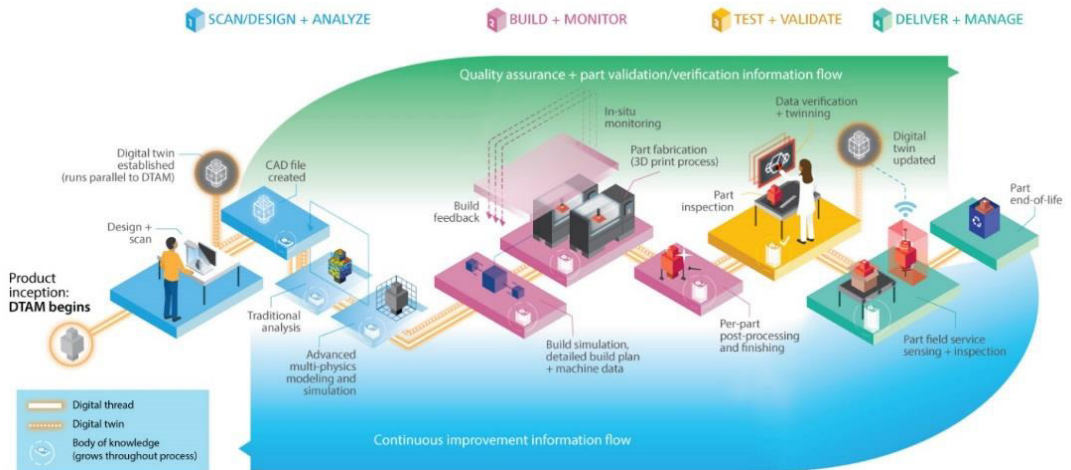 1 SCAN/DESIGN + ANALYZE
2 BUILD + MONITOR
3 TEST + VALIDATE
4 DELIVER + MANAGE
Quality assurance + part validation/verification information flow
Digital twin
established
(runs parallel to DTAM)
CAD file
created
In-situ
monitoring
Part fabrication
(3D print process)
Data verification
+ twinning
Digital
twin
updated
Design +
scan
Build
feedback
Part
inspection
Part
end-of-life
Product
inception:
DTAM begins
Traditional
analysis
Advanced
multi-physics
modeling and
simulation
Build simulation,
detailed build plan
+ machine data
Per-part
post-processing
and finishing
Part field service
sensing + inspection
Digital thread
Digital twin
Body of knowledge
(grows throughout process)
Continuous improvement information flow